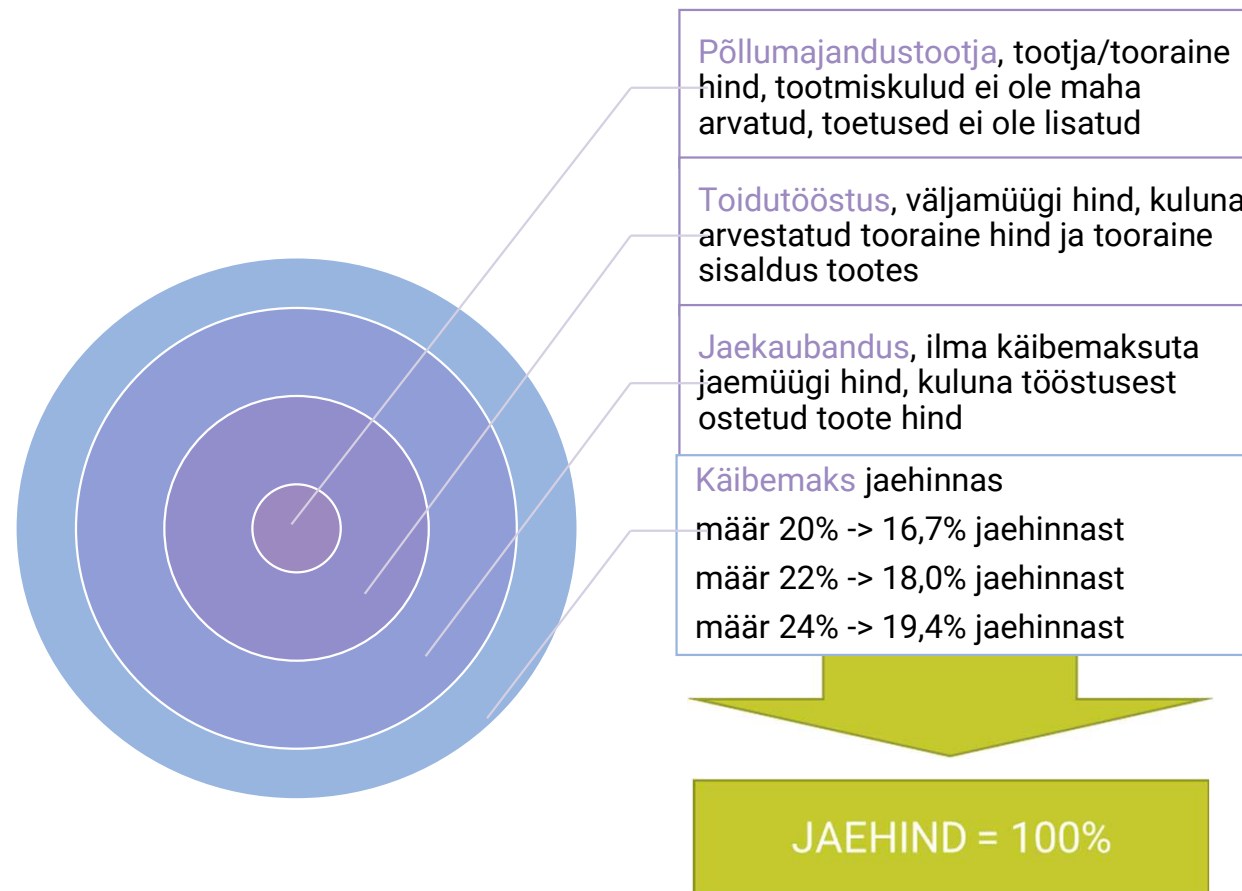 Põllumajandustootja, tootja/tooraine
hind, tootmiskulud ei ole maha
arvatud, toetused ei ole lisatud
Toidutööstus, väljamüügi hind, kuluna
arvestatud tooraine hind ja tooraine
sisaldus tootes
Jaekaubandus, ilma käibemaksuta
jaemüügi hind, kuluna tööstusest
ostetud toote hind
Käibemaks jaehinnas
määr 20% -> 16,7% jaehinnast
määr 22% -> 18,0% jaehinnast
määr 24% -> 19,4% jaehinnast
JAEHIND = 100%